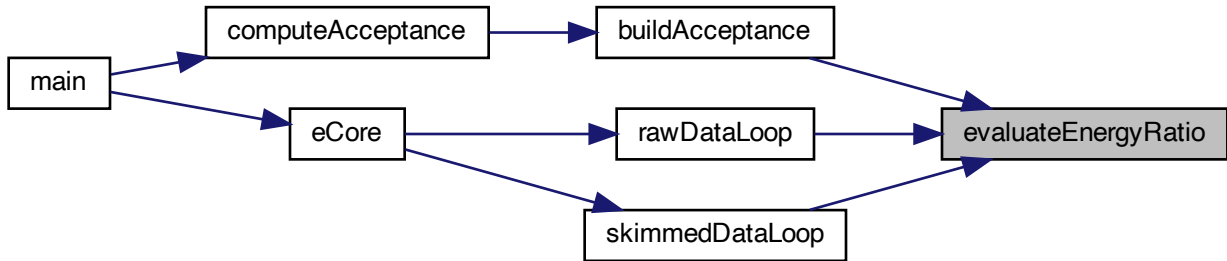 computeAcceptance
buildAcceptance
main
eCore
rawDataLoop
evaluateEnergyRatio
skimmedDataLoop